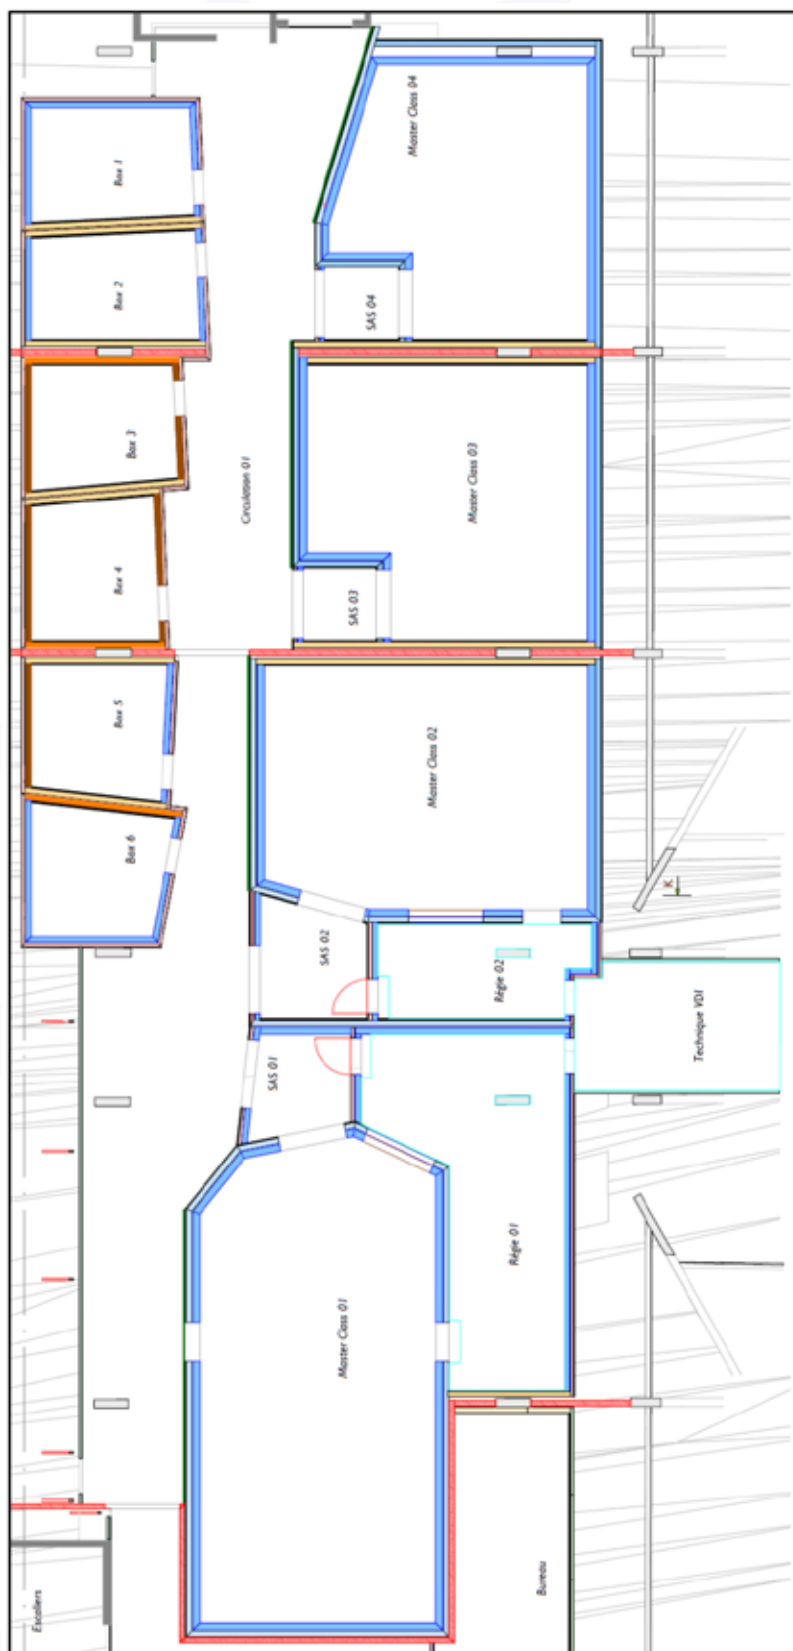 Master Class 04
Box 1
Box 2
SAS 04
Box 3
Circulation 01
Master Class 03
Box 4
SAS 03
Box 5
Master Class 02
Box 6
K
SAS 02
Régie 02
Technique VDI
SAS 01
Régie 01
Master Class 01
Bureau
Escaliers